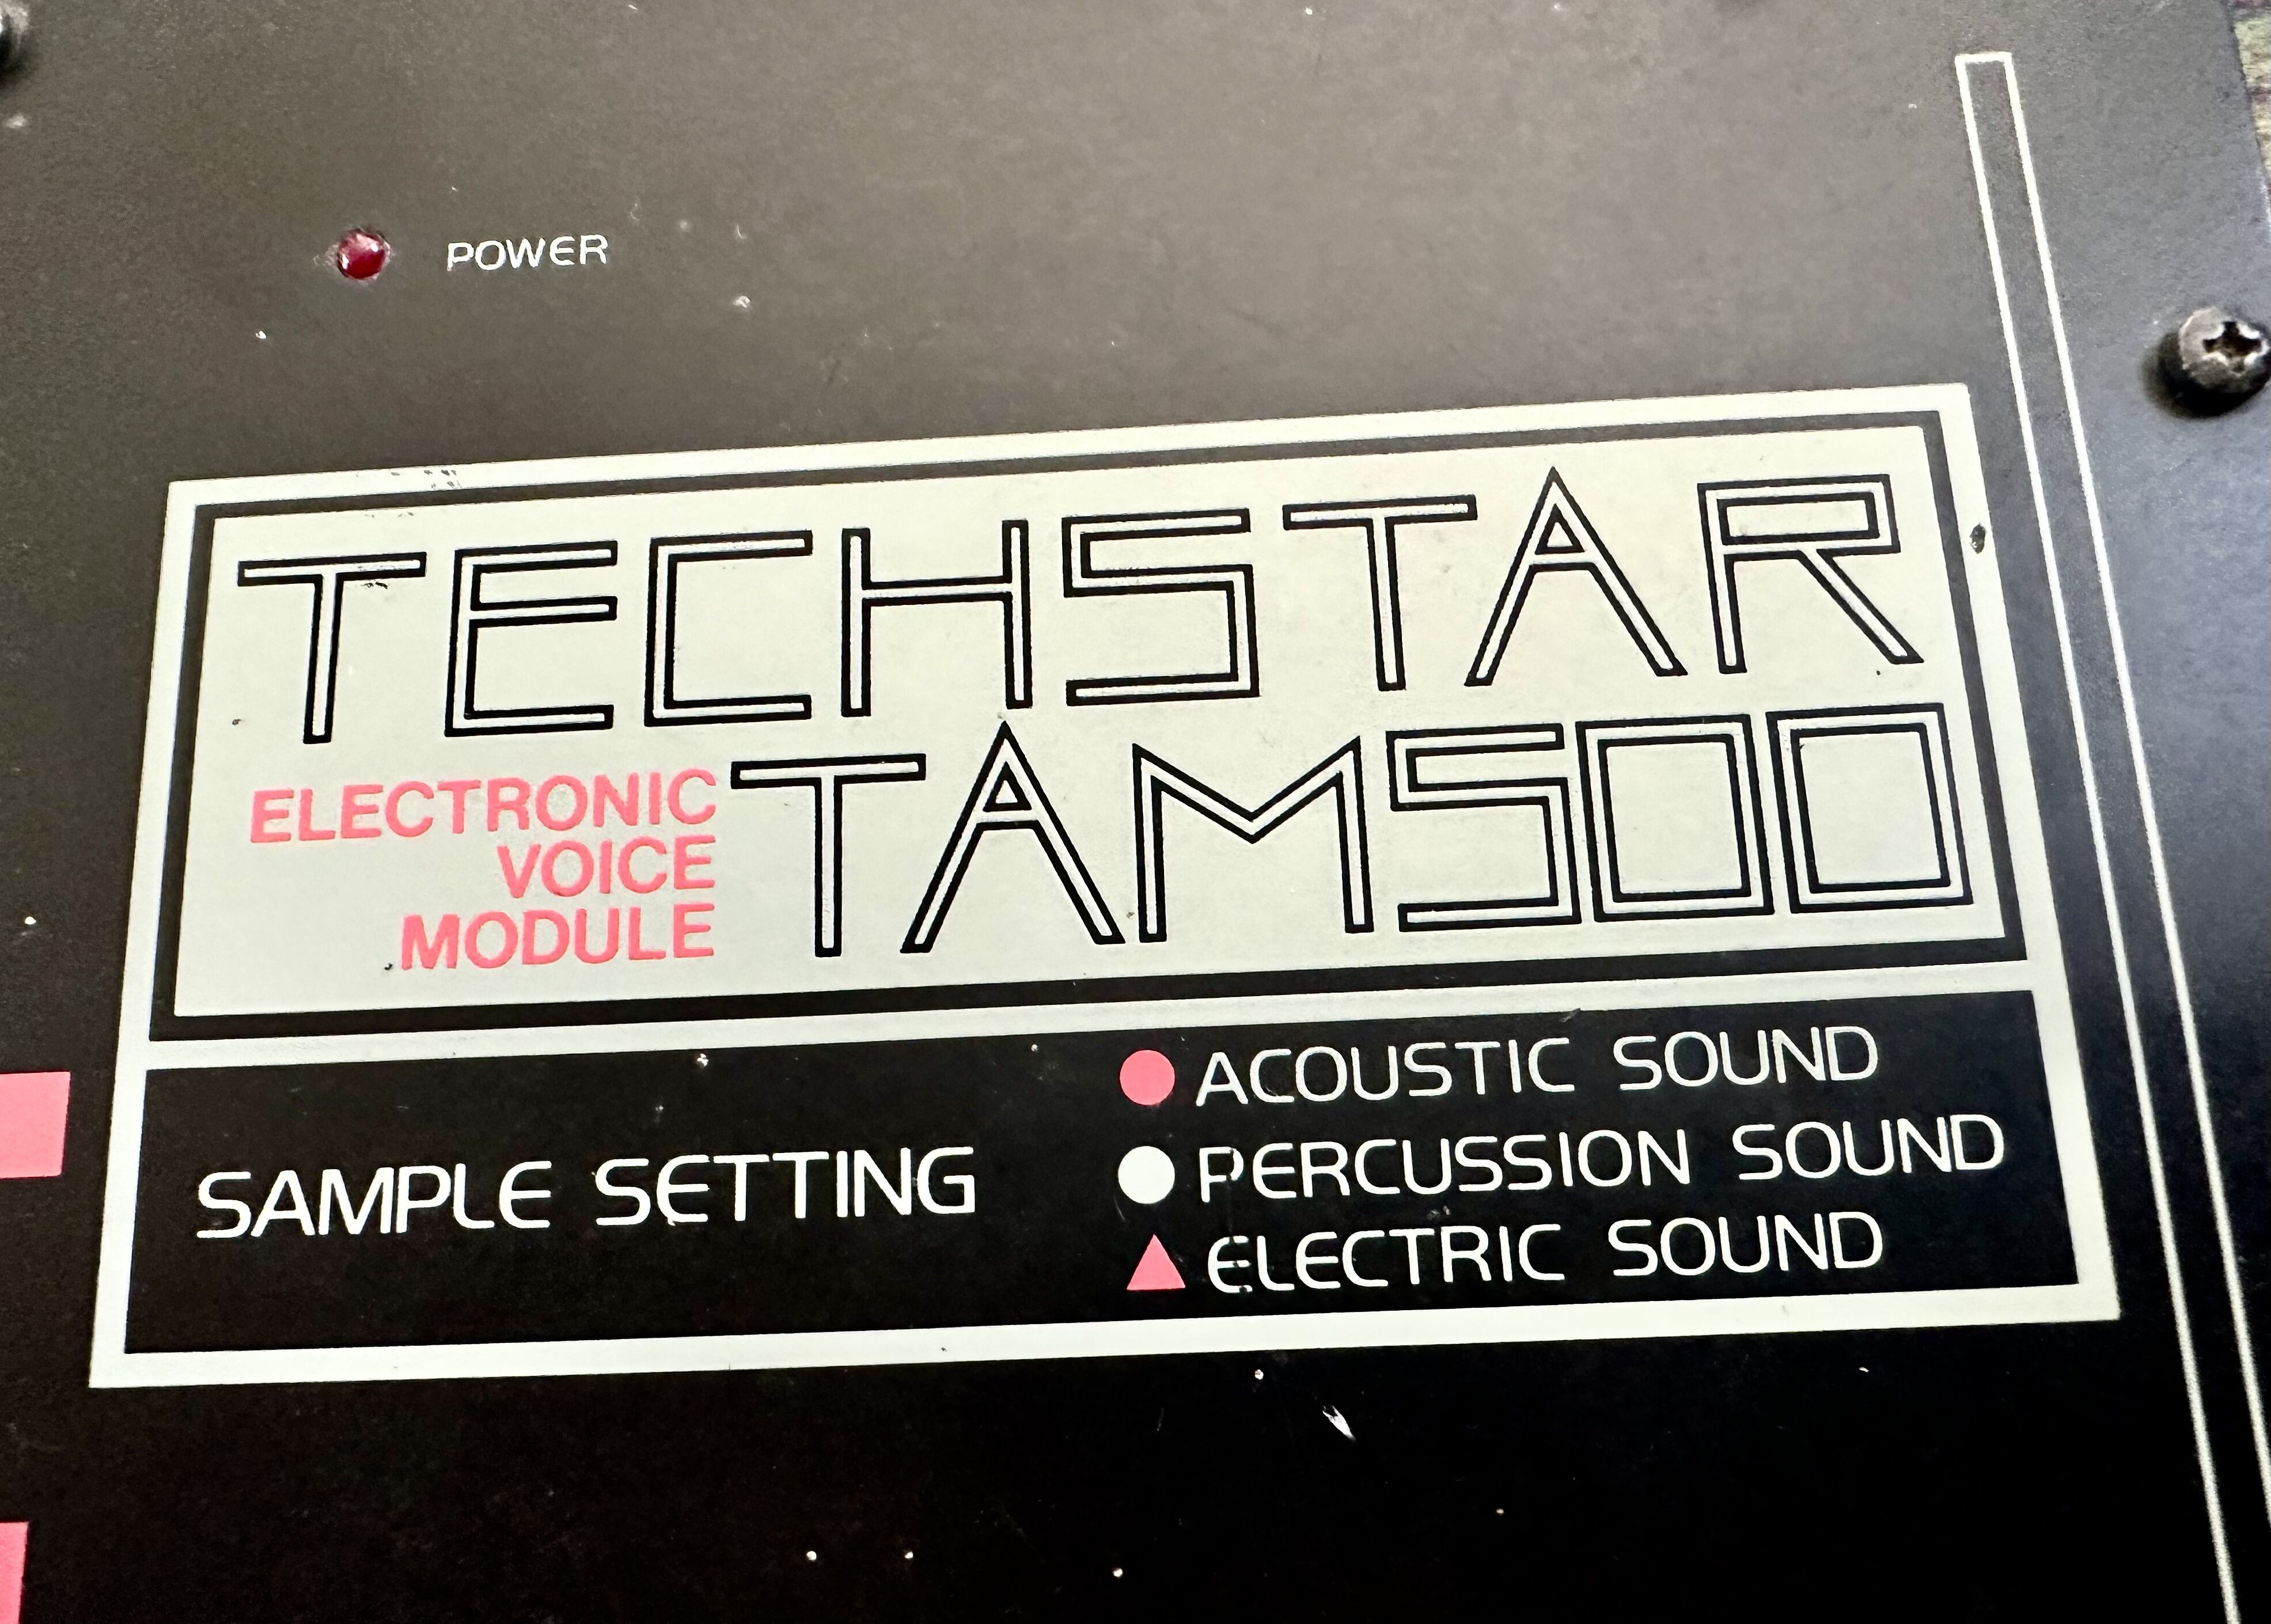 POWER
TECHSTAR
ELECTRONIC
VOICE
MODULE
TAM500
SAMPLE SETTING
ACOUSTIC SOUND
PERCUSSION SOUND
ELECTRIC SOUND